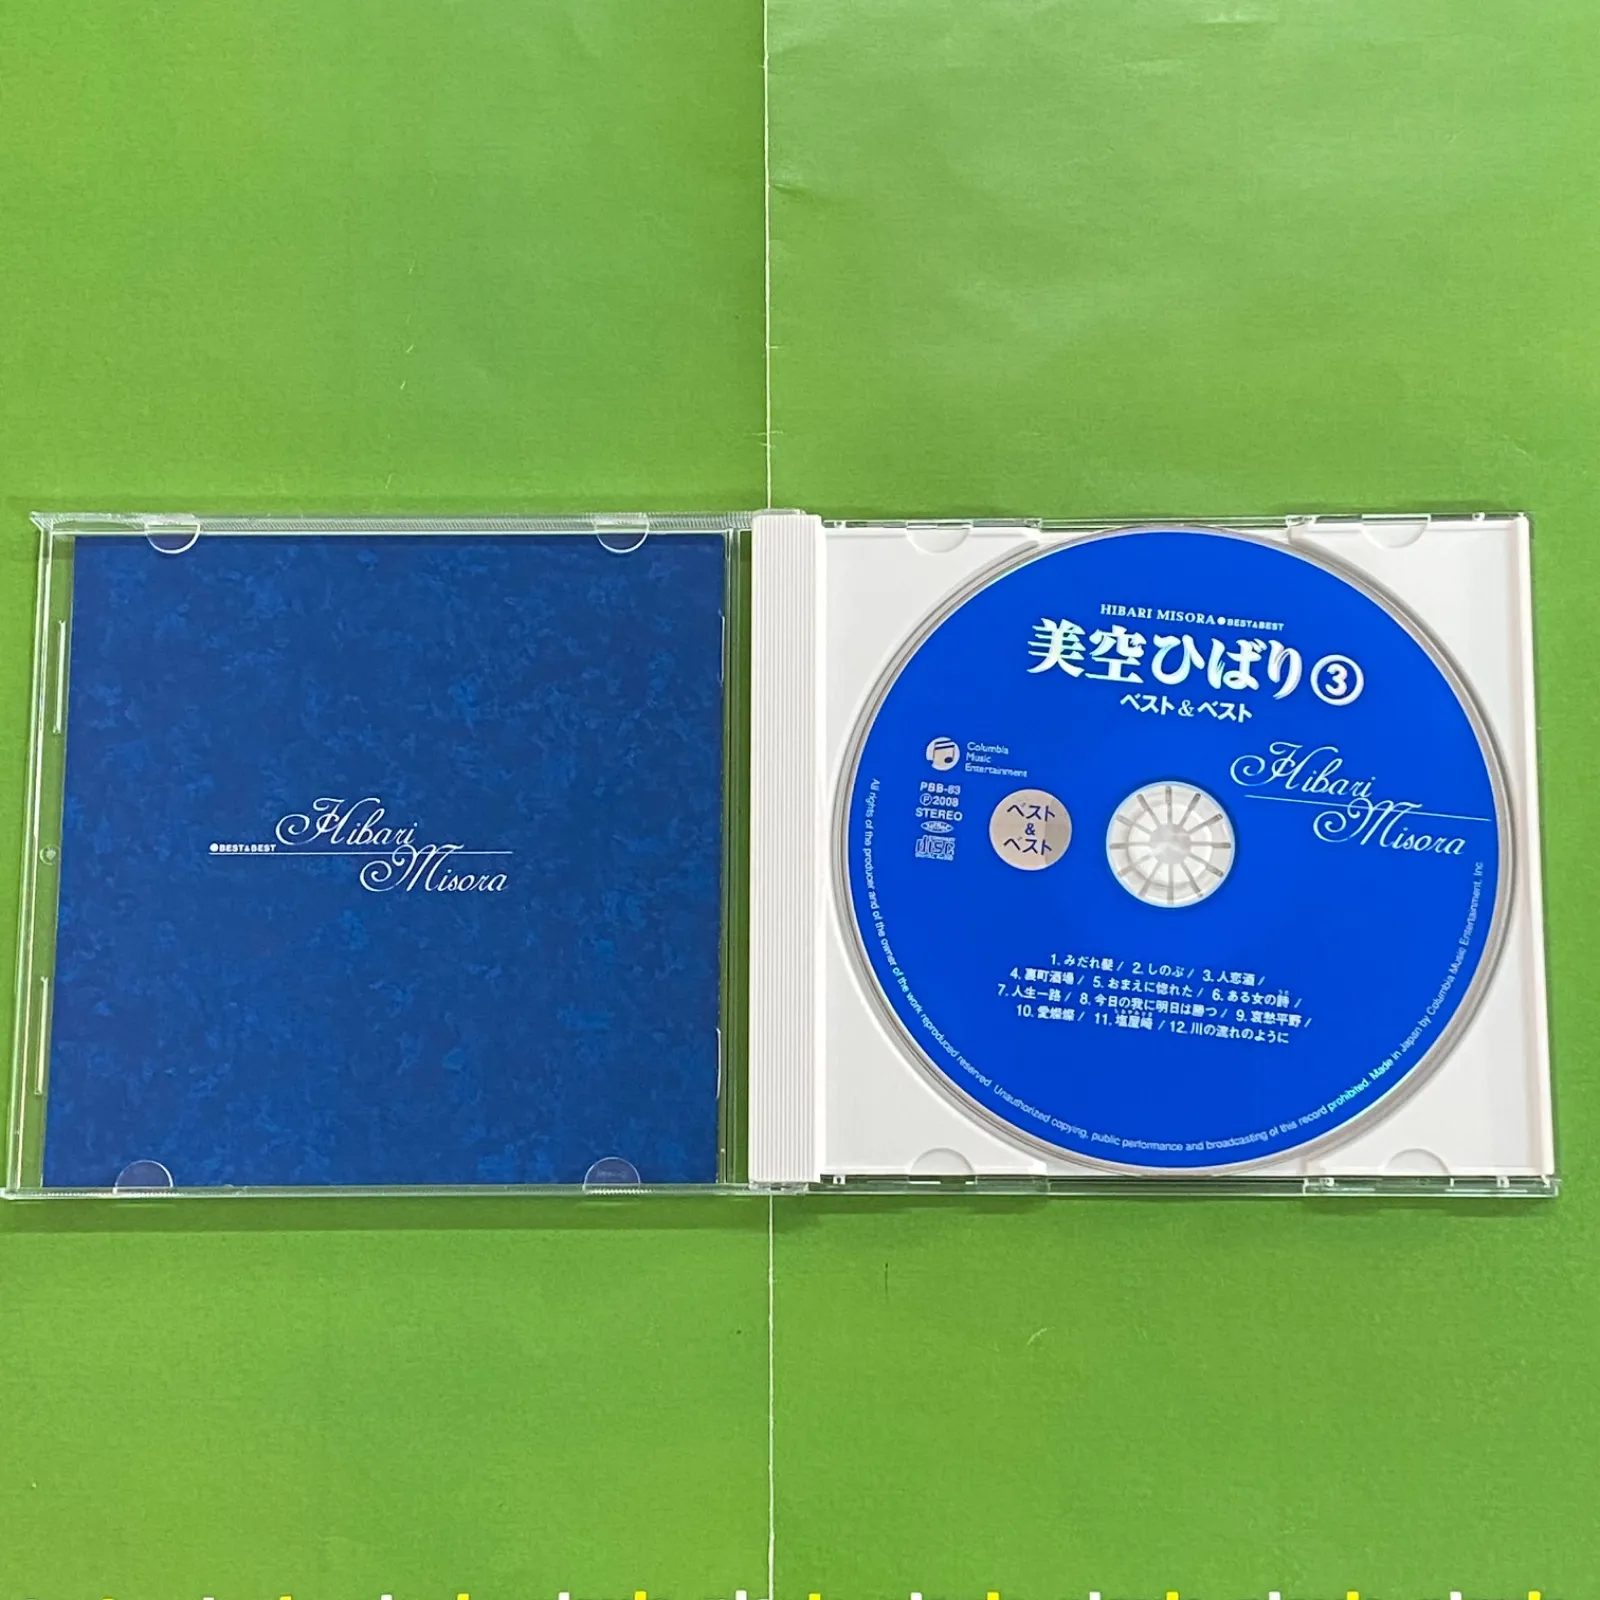 Hibari
●BEST&BEST
Misora
HIBARI MISORA●BEST&BEST
美空ひばり③
ベスト&ベスト
Columbia
Music
Entertainment
PBB-83
Ⓟ2008
STEREO
ベスト
&
ベスト
Hibari
Misora
1. みだれ髪 / 2. しのぶ / 3. 人恋酒 /
4. 裏町酒場 / 5. おまえに惚れた / 6. ある女の詩 /
7. 人生一路 / 8. 今日の我に明日は勝つ / 9. 哀愁平野 /
10. 愛燦燦 / 11. 塩屋崎 / 12. 川の流れのように
All rights of the producer and of the owner of the work reproduced reserved. Unauthorized copying, public performance and broadcasting of this record prohibited. Made in Japan by Columbia Music Entertainment, Inc